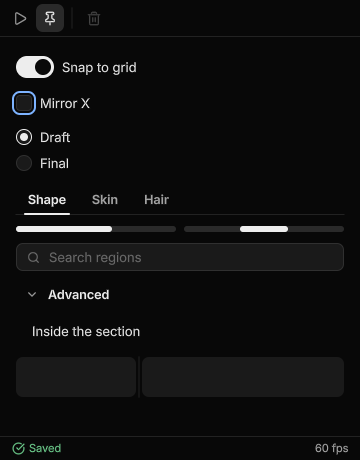 Snap to grid
Mirror X
Draft
Final
Shape Skin Hair
Search regions
Advanced
Inside the section
Saved 60 fps